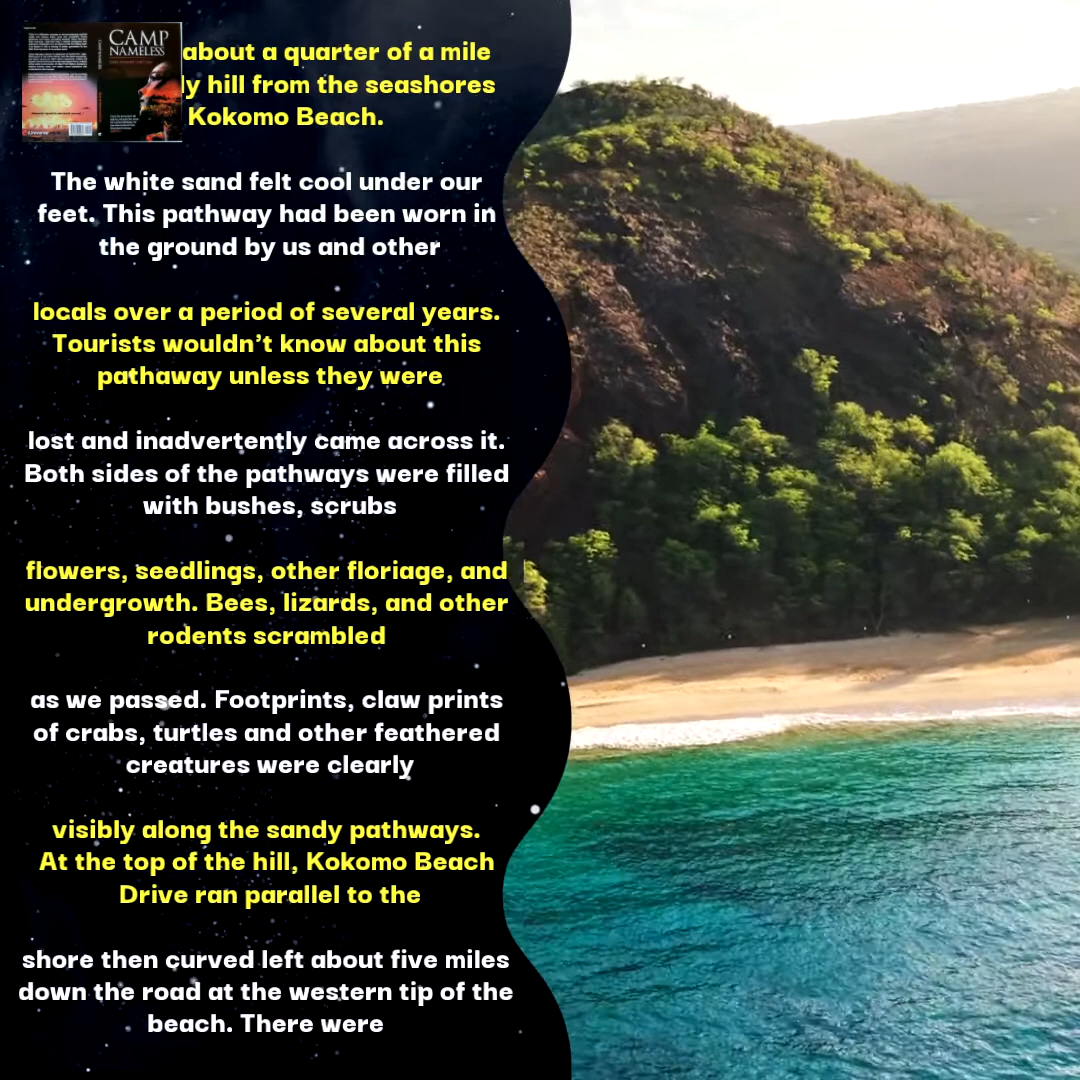 CAMP
NAMELESS
about a quarter of a mile
y hill from the seashores
Kokomo Beach.
The white sand felt cool under our
feet. This pathway had been worn in
the ground by us and other
locals over a period of several years.
Tourists wouldn’t know about this
pathaway unless they were
lost and inadvertently came across it.
Both sides of the pathways were filled
with bushes, scrubs
flowers, seedlings, other floriage, and
undergrowth. Bees, lizards, and other
rodents scrambled
as we passed. Footprints, claw prints
of crabs, turtles and other feathered
creatures were clearly
visibly along the sandy pathways.
At the top of the hill, Kokomo Beach
Drive ran parallel to the
shore then curved left about five miles
down the road at the western tip of the
beach. There were